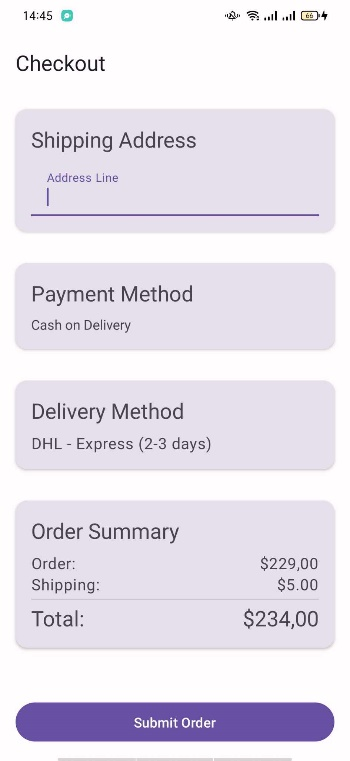 14:45
66
Checkout
Shipping Address
Address Line
Payment Method
Cash on Delivery
Delivery Method
DHL - Express (2-3 days)
Order Summary
Order: $229,00
Shipping: $5.00
Total: $234,00
Submit Order